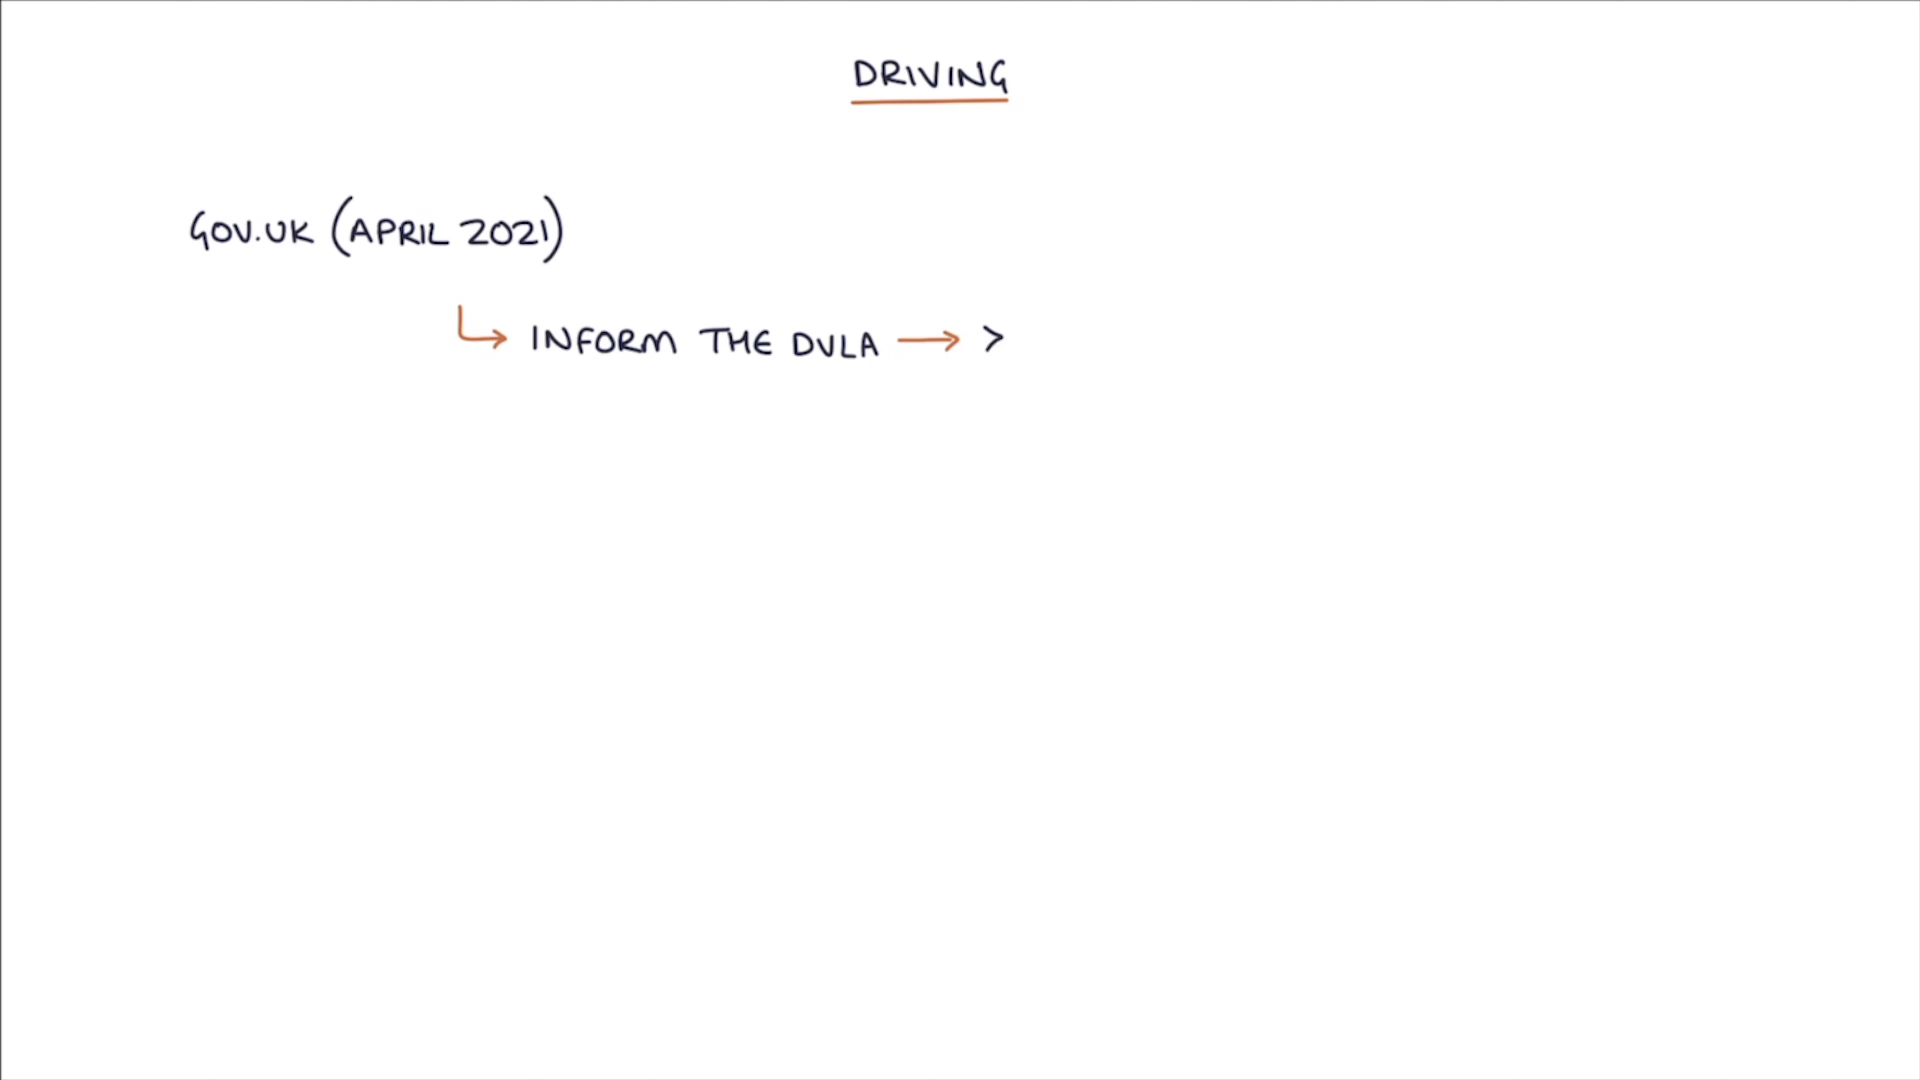 DRIVING
GOV.UK (APRIL 2021)
↳ INFORM THE DVLA → >